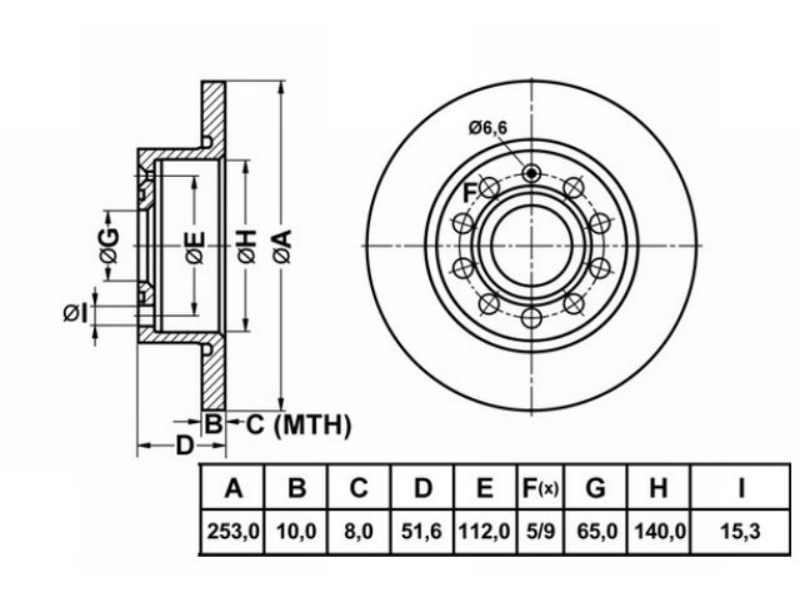 Ø6,6
F
ØG
ØE
ØH
ØA
ØI
B
C (MTH)
D
A B C D E F(x) G H I
253,0 10,0 8,0 51,6 112,0 5/9 65,0 140,0 15,3